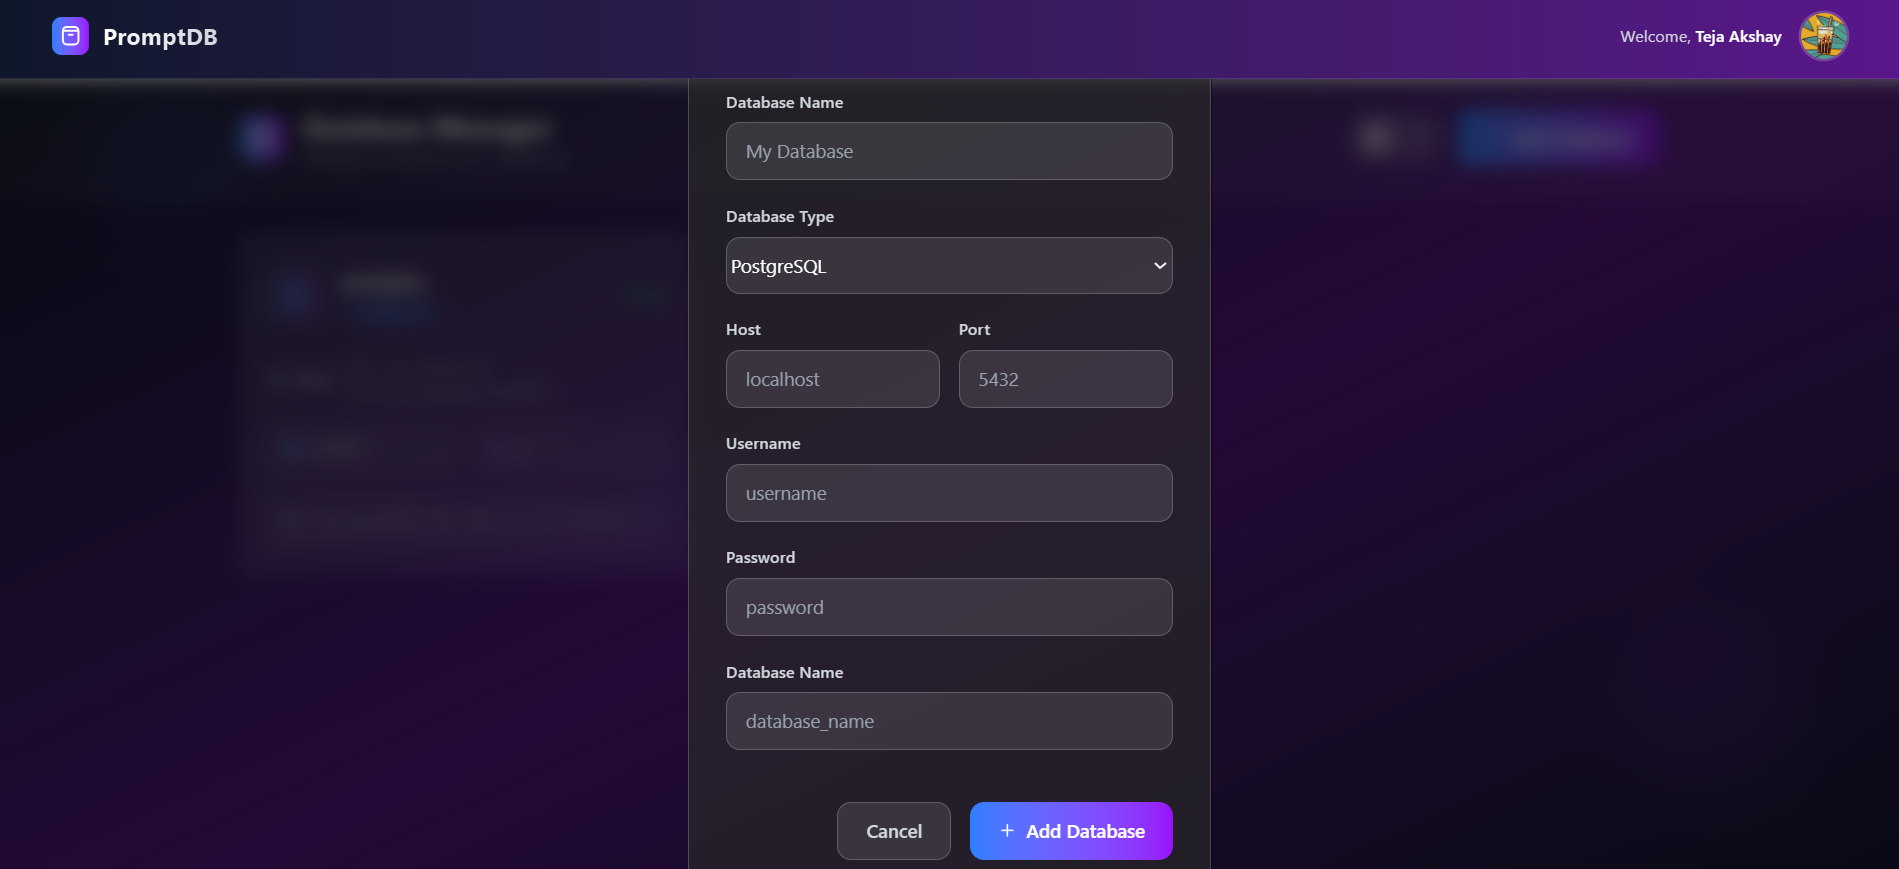 PromptDB
Welcome, Teja Akshay
Database Name
My Database
Database Type
PostgreSQL
Host
Port
localhost
5432
Username
username
Password
password
Database Name
database_name
Cancel
+ Add Database